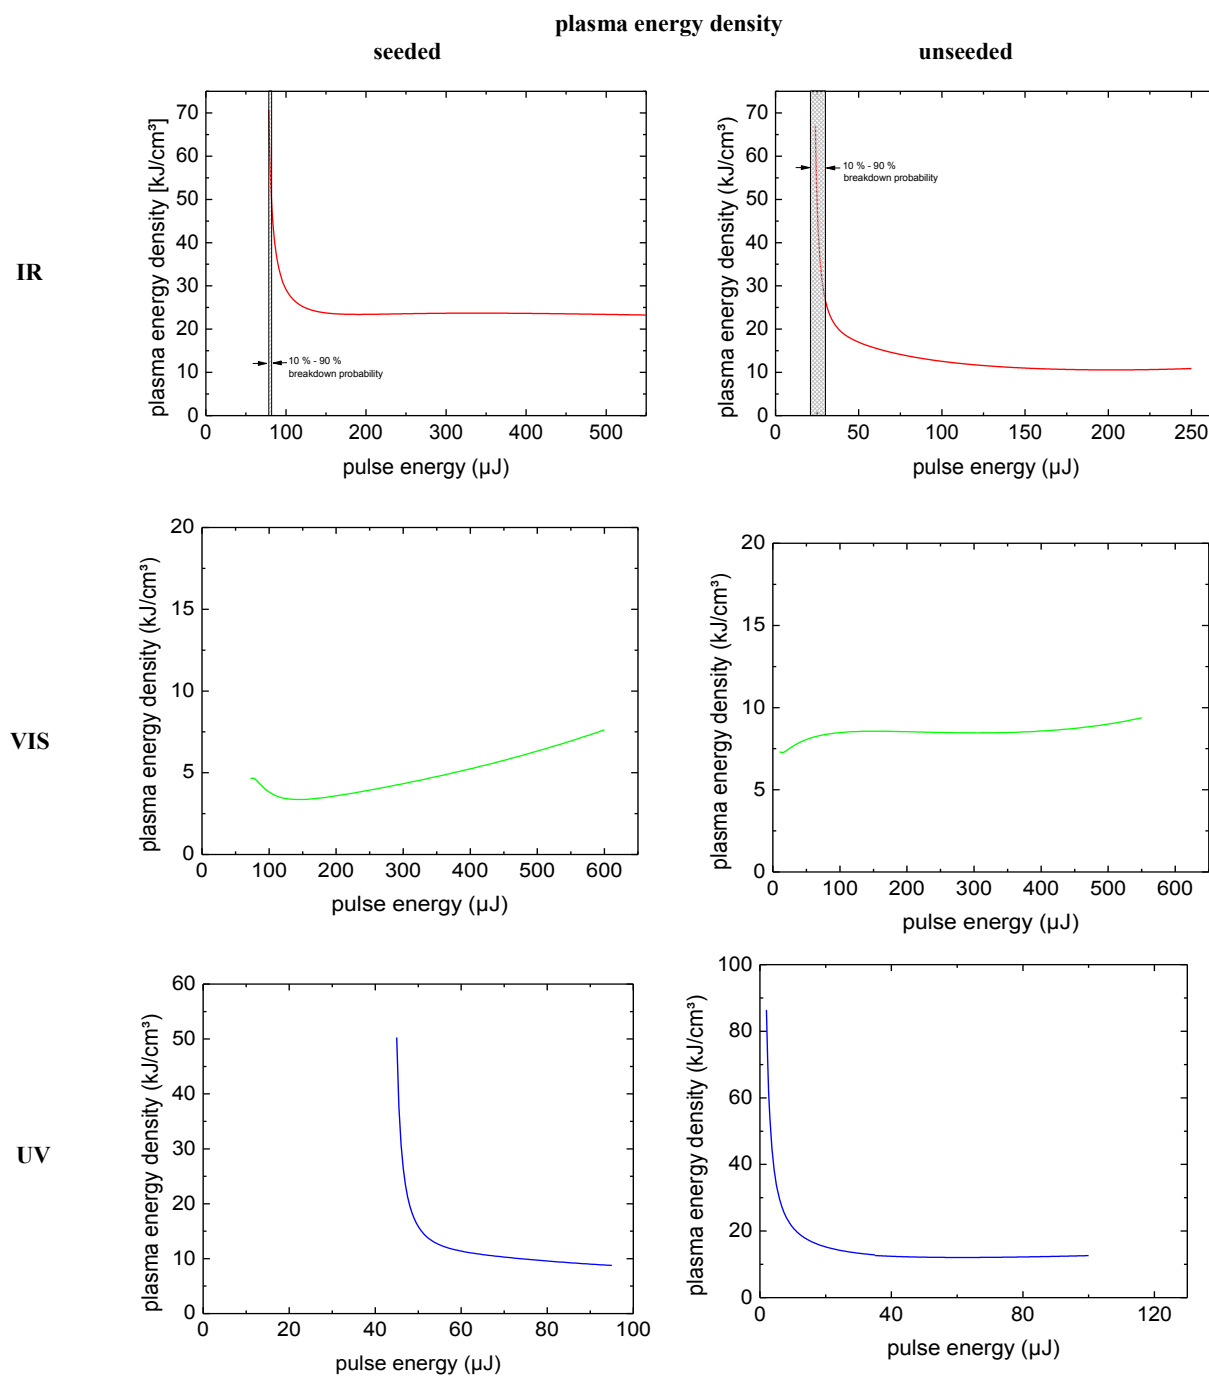 plasma energy density
seeded
unseeded
IR
plasma energy density [kJ/cm³]
70
60
50
40
30
20
10
0
10 % - 90 %
breakdown probability
0 100 200 300 400 500
pulse energy (µJ)
plasma energy density (kJ/cm³)
70
60
50
40
30
20
10
0
10 % - 90 %
breakdown probability
0 50 100 150 200 250
pulse energy (µJ)
VIS
plasma energy density (kJ/cm³)
20
15
10
5
0
0 100 200 300 400 500 600
pulse energy (µJ)
plasma energy density (kJ/cm³)
20
15
10
5
0
0 100 200 300 400 500 600
pulse energy (µJ)
UV
plasma energy density (kJ/cm³)
60
50
40
30
20
10
0
0 20 40 60 80 100
pulse energy (µJ)
plasma energy density (kJ/cm³)
100
80
60
40
20
0
0 40 80 120
pulse energy (µJ)